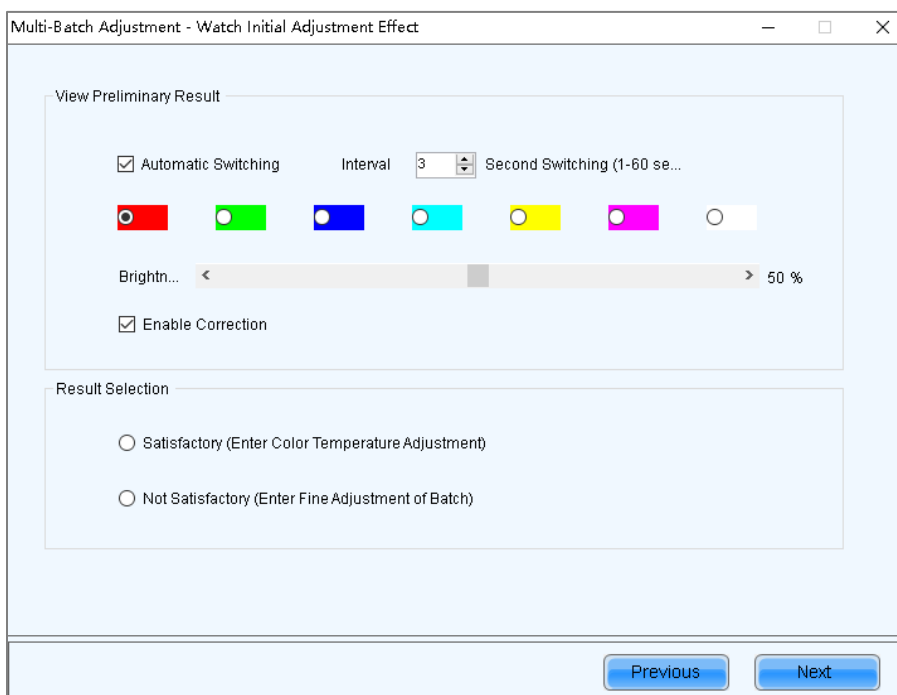 Multi-Batch Adjustment - Watch Initial Adjustment Effect
View Preliminary Result
Automatic Switching Interval 3 Second Switching (1-60 se...
Brightn... 50 %
Enable Correction
Result Selection
Satisfactory (Enter Color Temperature Adjustment)
Not Satisfactory (Enter Fine Adjustment of Batch)
Previous Next